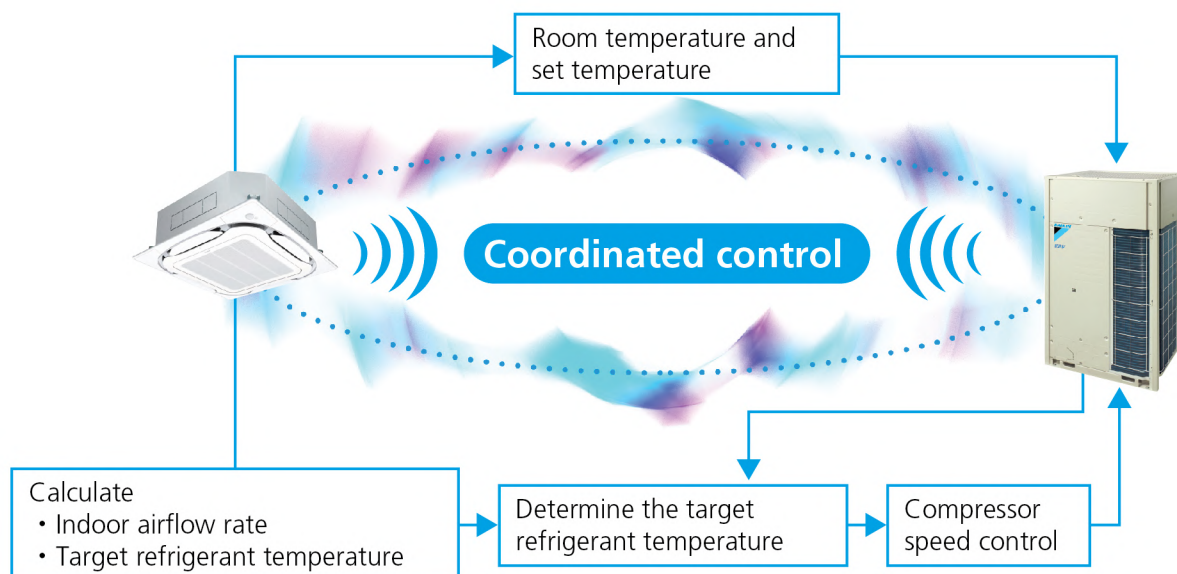 Room temperature and
set temperature
Coordinated control
Calculate
・Indoor airflow rate
・Target refrigerant temperature
Determine the target
refrigerant temperature
Compressor
speed control